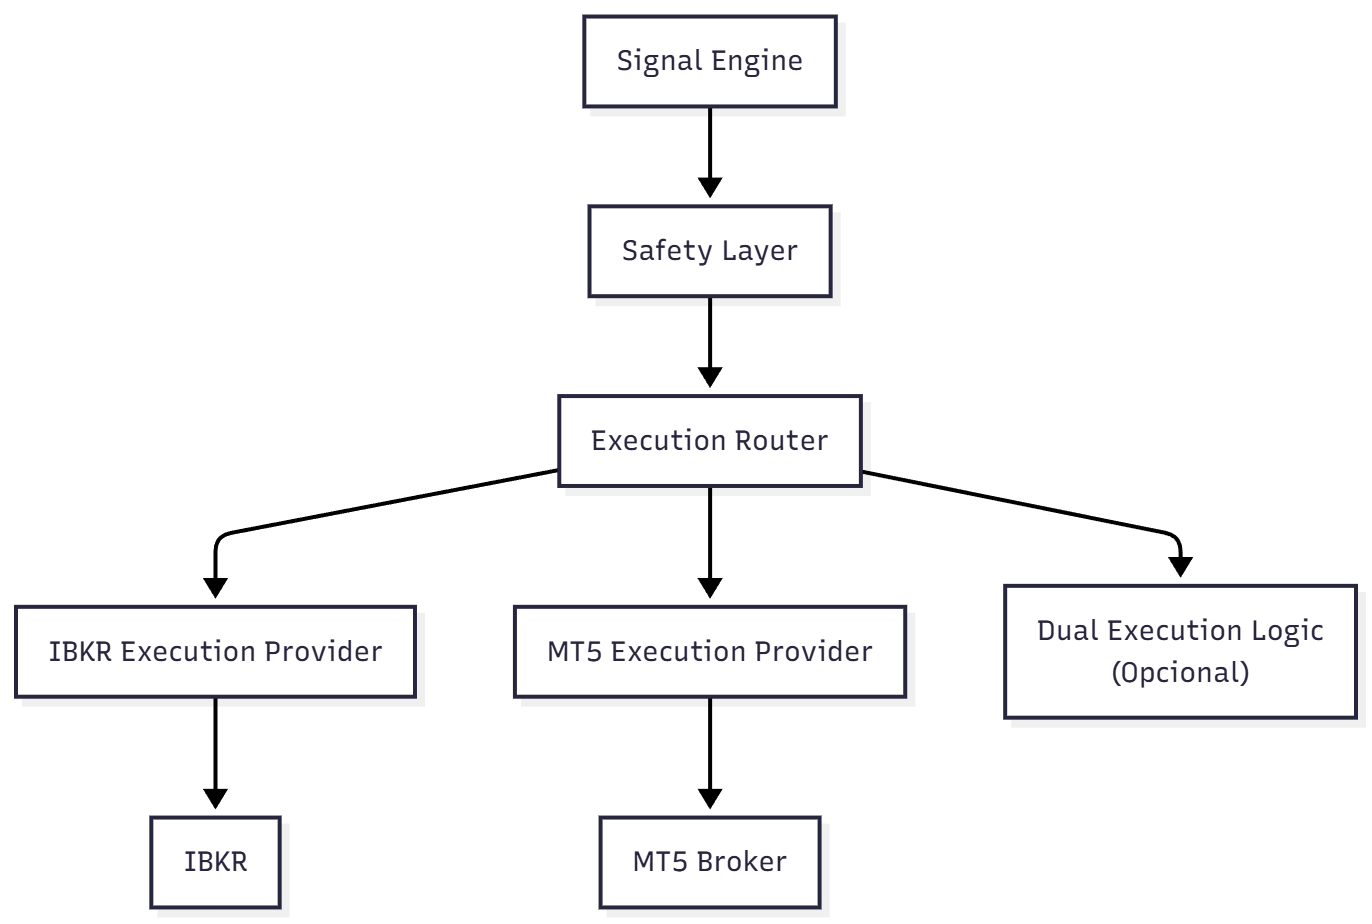 Signal Engine
Safety Layer
Execution Router
IBKR Execution Provider
MT5 Execution Provider
Dual Execution Logic
(Opcional)
IBKR
MT5 Broker